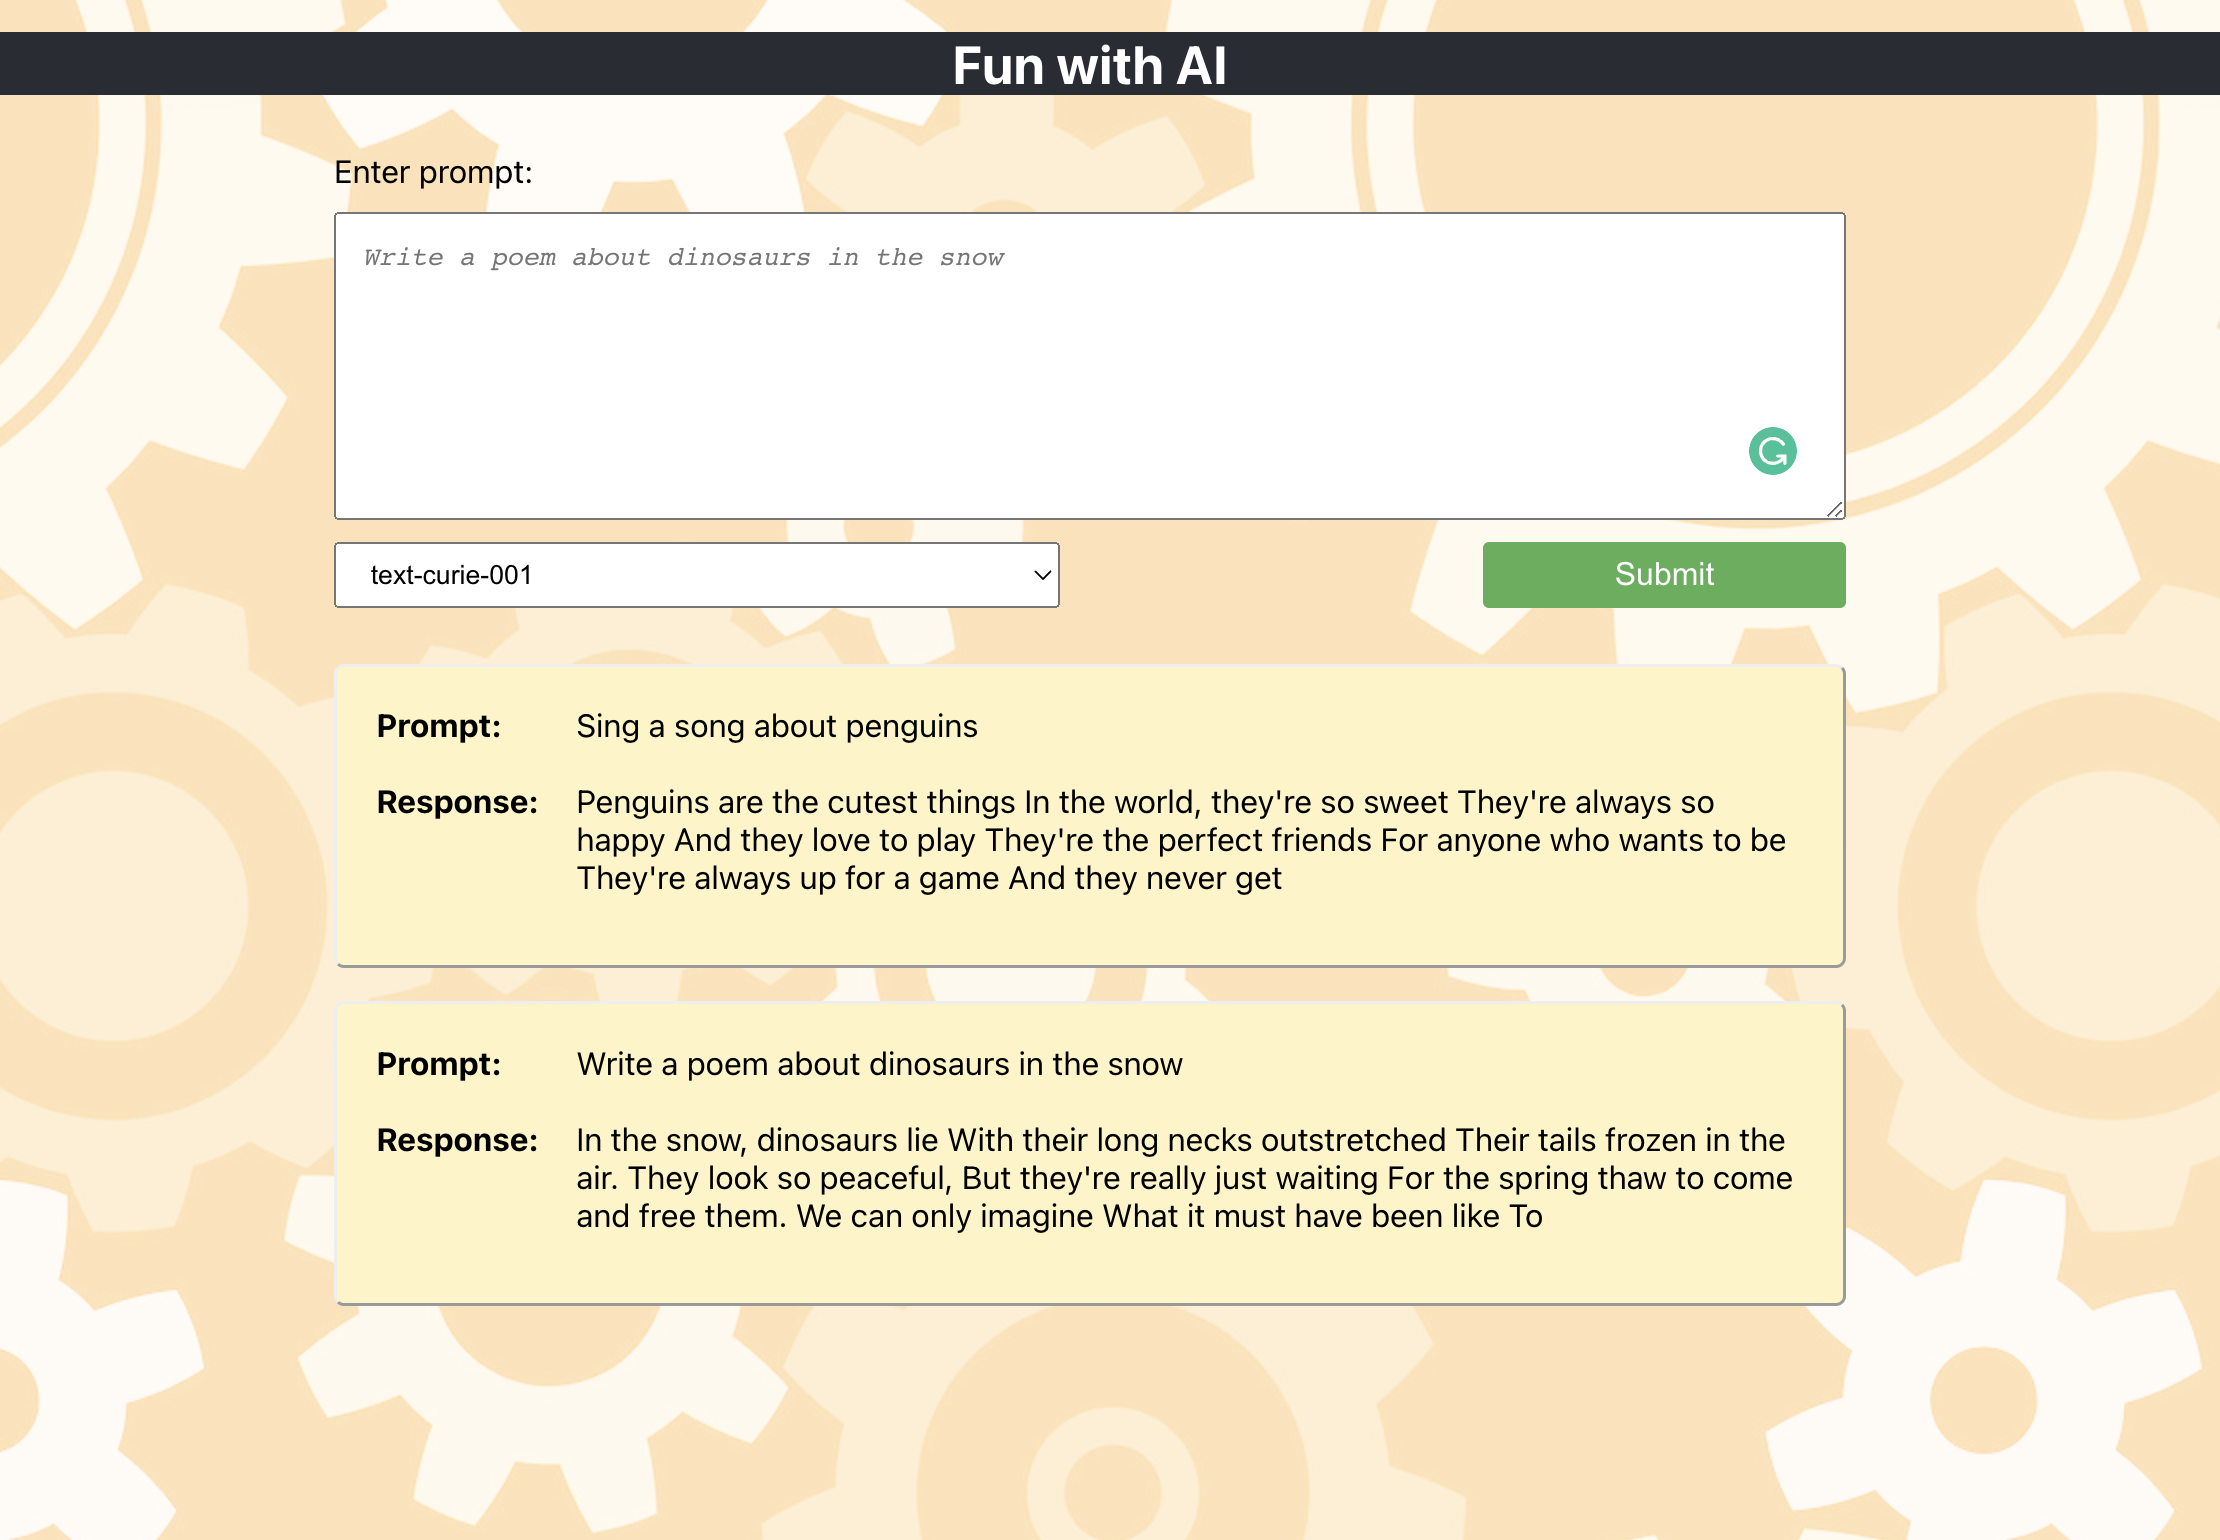 Fun with AI
Enter prompt:
Write a poem about dinosaurs in the snow
text-curie-001
Submit
Prompt: Sing a song about penguins
Response: Penguins are the cutest things In the world, they're so sweet They're always so
happy And they love to play They're the perfect friends For anyone who wants to be
They're always up for a game And they never get
Prompt: Write a poem about dinosaurs in the snow
Response: In the snow, dinosaurs lie With their long necks outstretched Their tails frozen in the
air. They look so peaceful, But they're really just waiting For the spring thaw to come
and free them. We can only imagine What it must have been like To